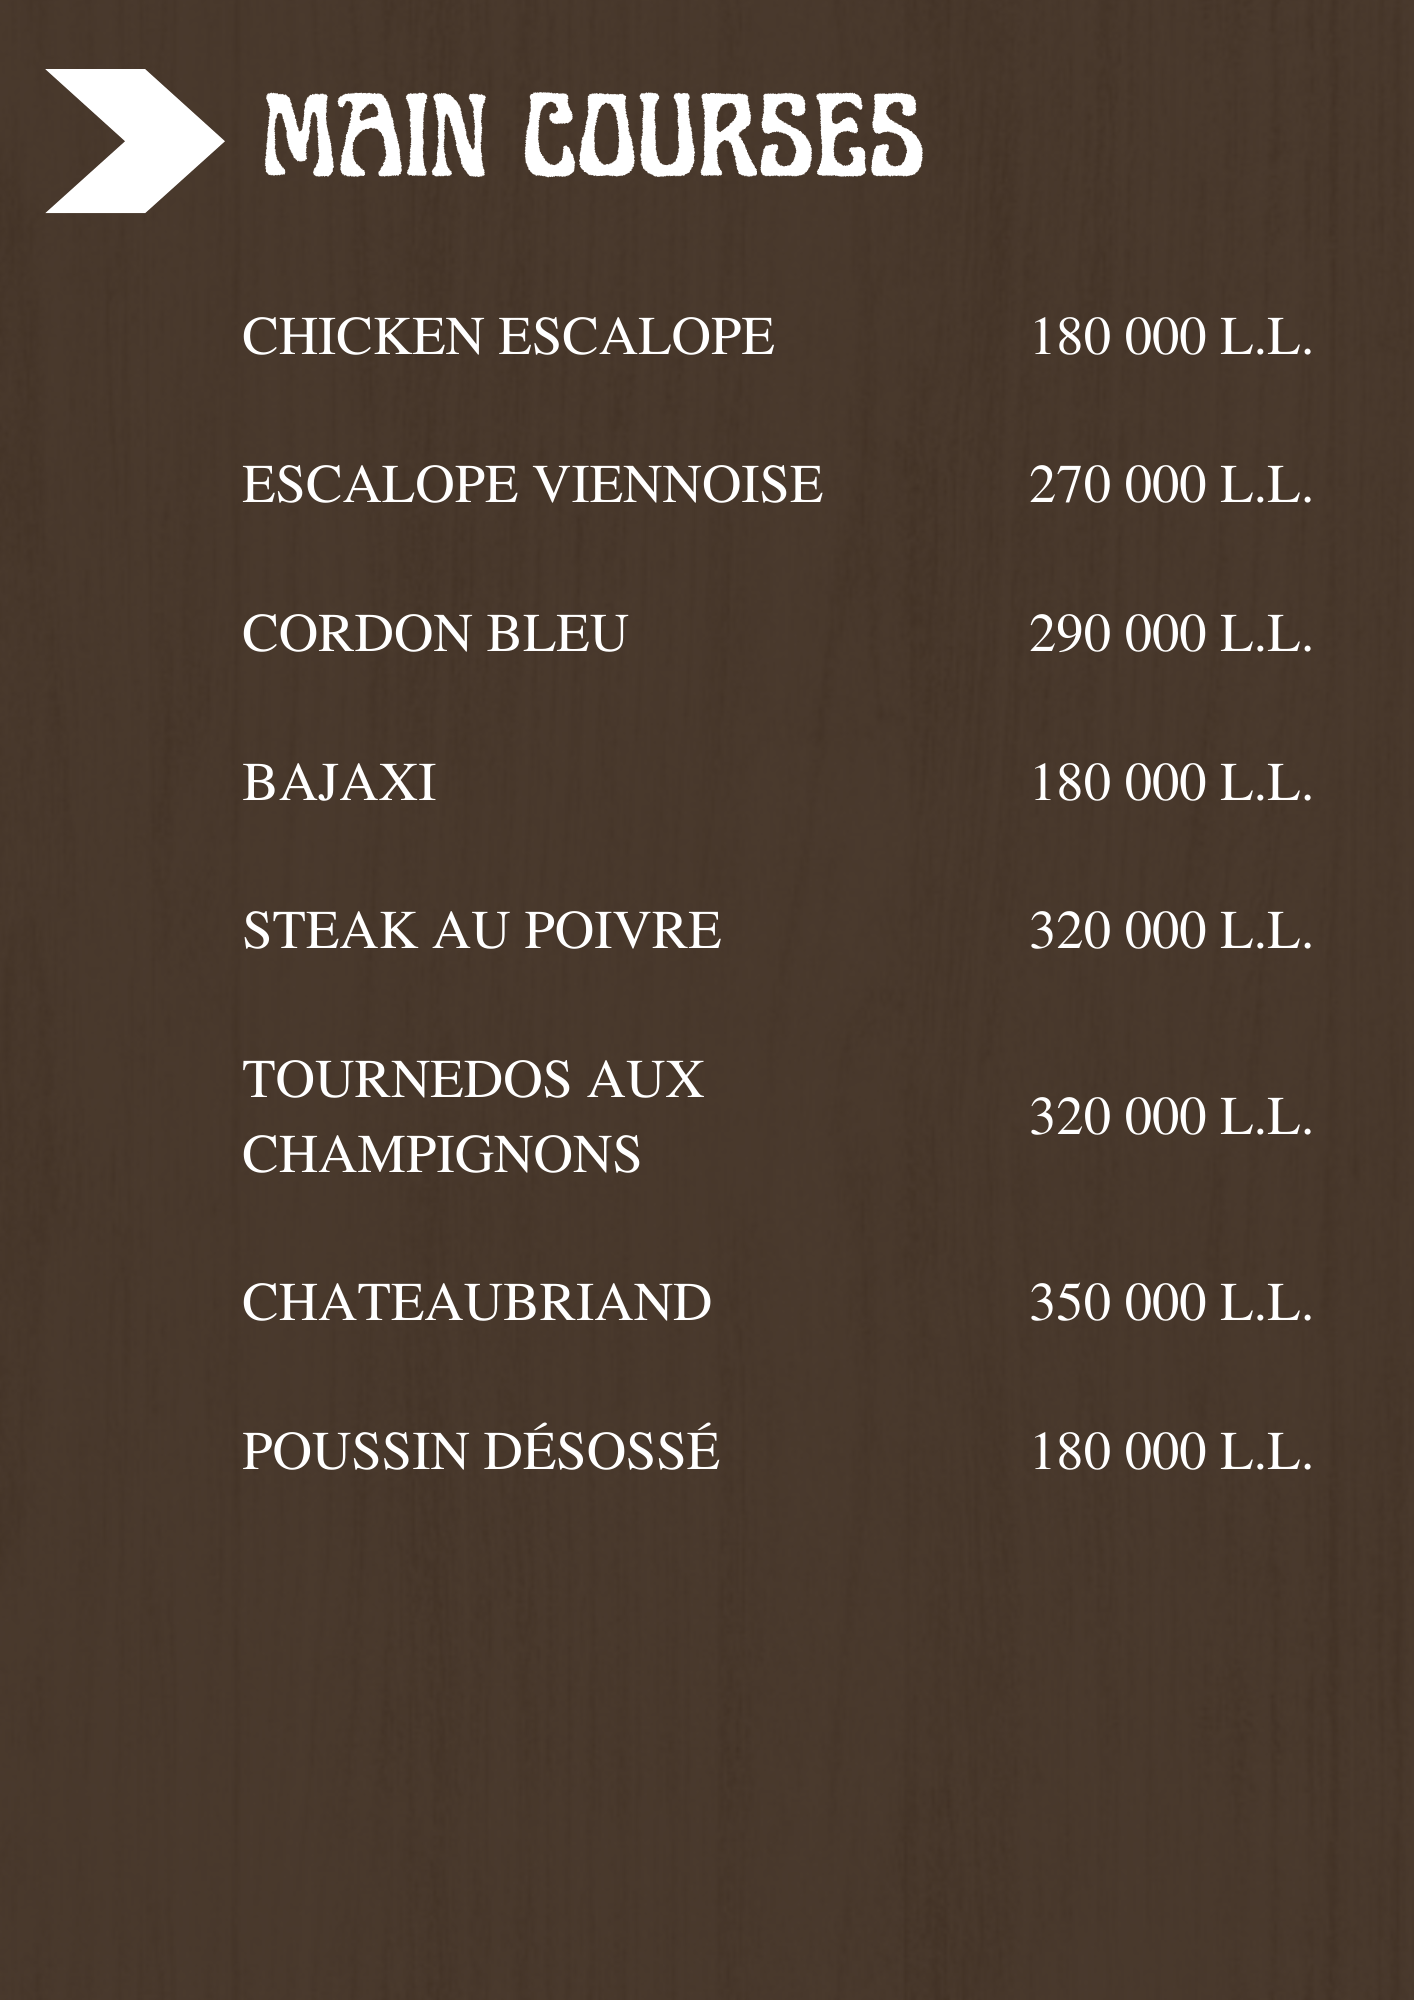 MAIN COURSES
CHICKEN ESCALOPE 180 000 L.L.
ESCALOPE VIENNOISE 270 000 L.L.
CORDON BLEU 290 000 L.L.
BAJAXI 180 000 L.L.
STEAK AU POIVRE 320 000 L.L.
TOURNEDOS AUX
CHAMPIGNONS 320 000 L.L.
CHATEAUBRIAND 350 000 L.L.
POUSSIN DÉSOSSÉ 180 000 L.L.